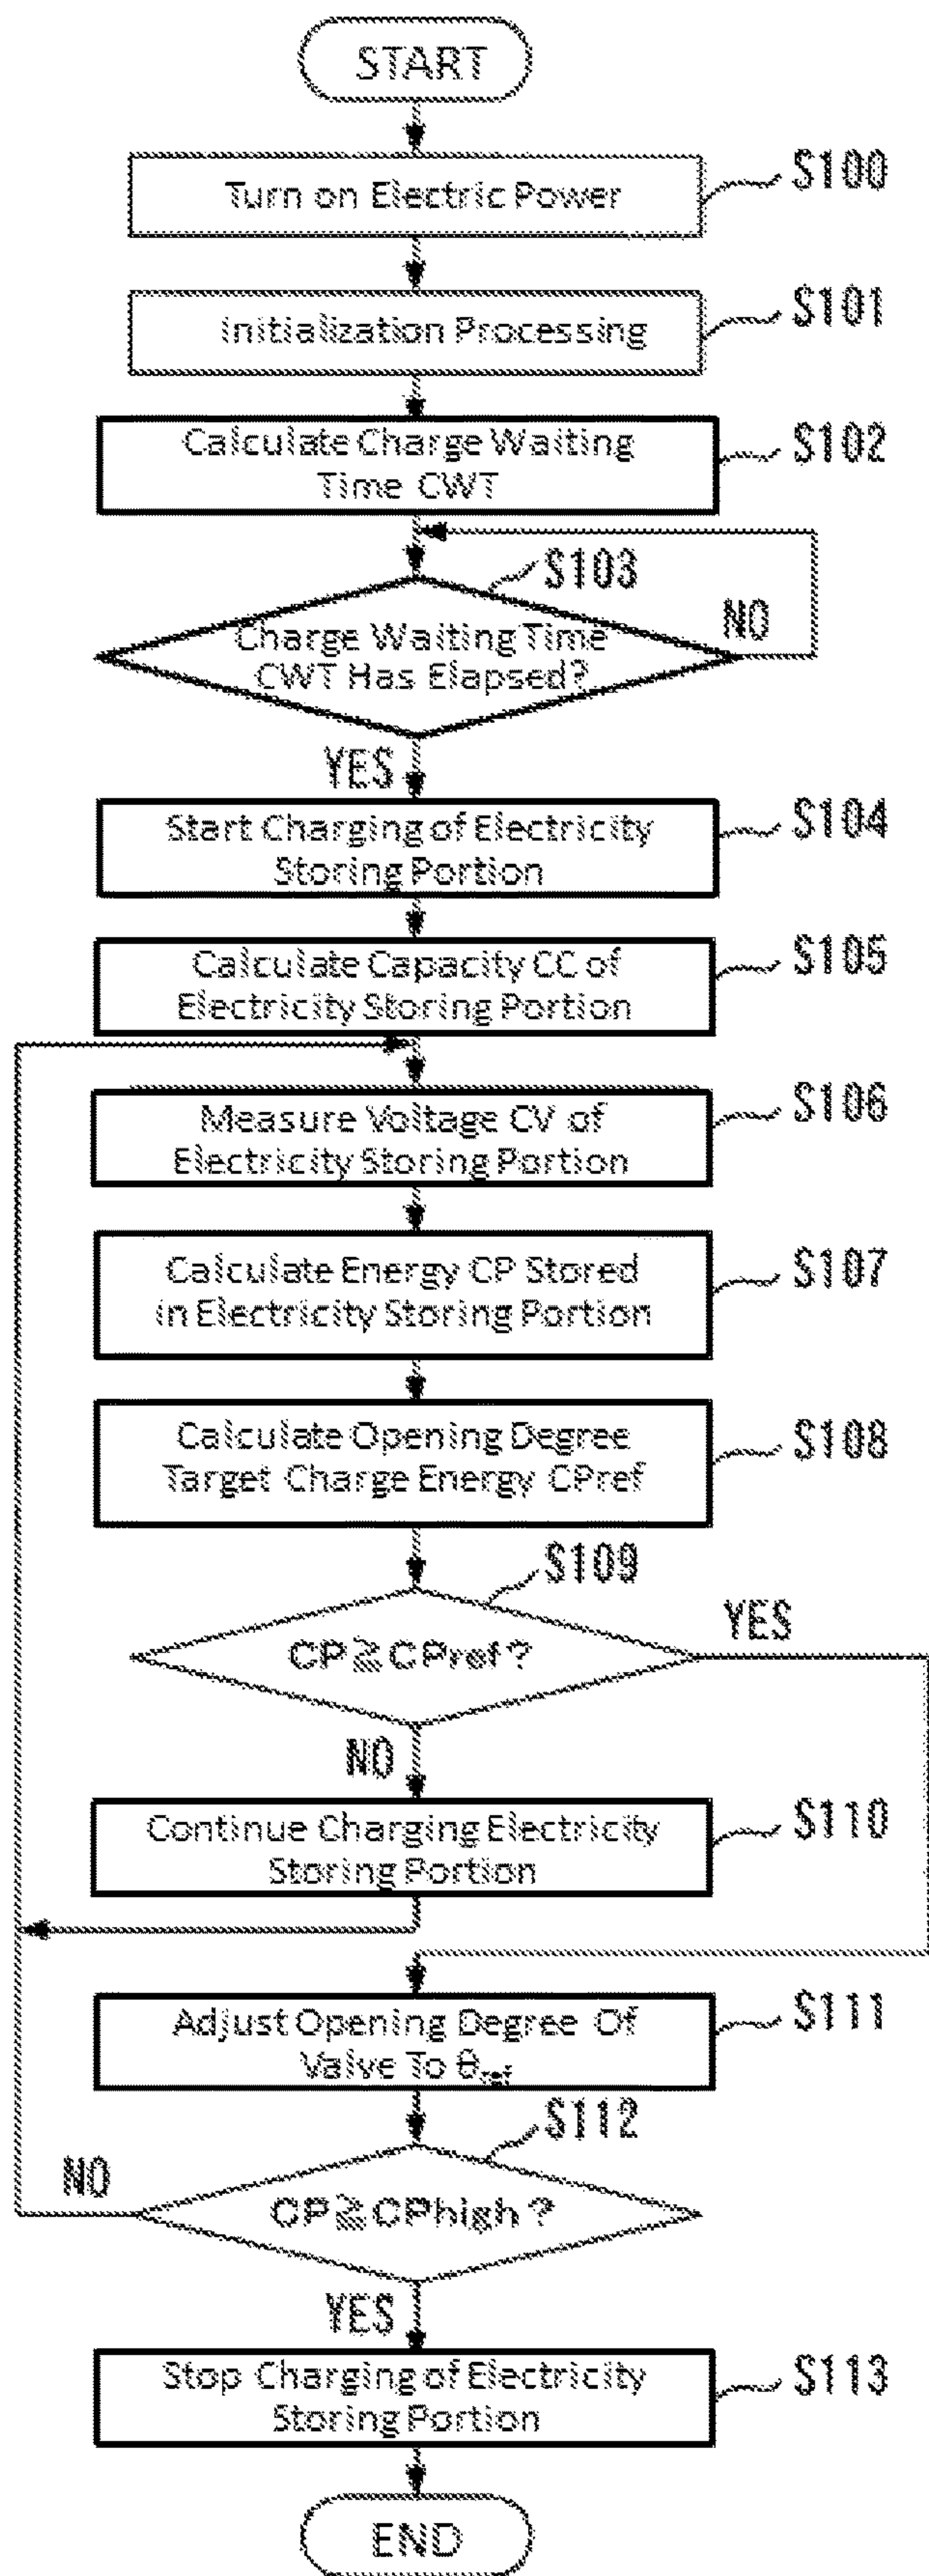 START
Turn on Electric Power
S100
Initialization Processing
S101
Calculate Charge Waiting
Time CWT
S102
S103
Charge Waiting Time
CWT Has Elapsed?
NO
YES
Start Charging of Electricity
Storing Portion
S104
Calculate Capacity CC of
Electricity Storing Portion
S105
Measure Voltage CV of
Electricity Storing Portion
S106
Calculate Energy CP Stored
in Electricity Storing Portion
S107
Calculate Opening Degree
Target Charge Energy CPref
S108
S109
CP≧CPref?
YES
NO
Continue Charging Electricity
Storing Portion
S110
Adjust Opening Degree Of
Valve To θref
S111
S112
CP≧CPhigh?
NO
YES
Stop Charging of Electricity
Storing Portion
S113
END